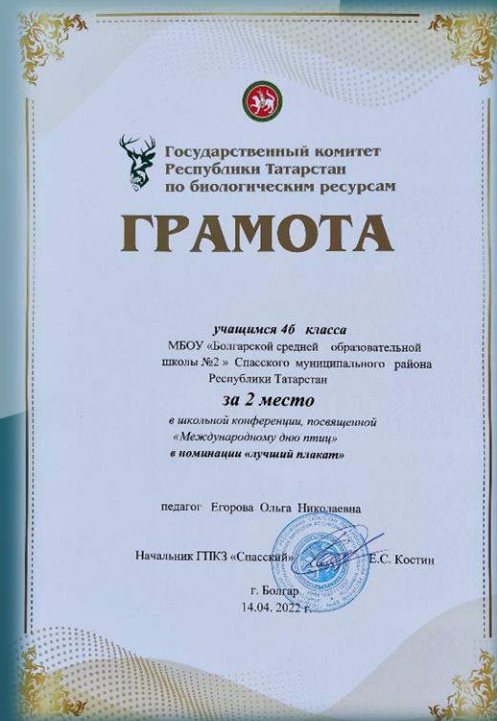 Государственный комитет
Республики Татарстан
по биологическим ресурсам
ГРАМОТА
учащимся 4б класса
МБОУ «Болгарской средней образовательной
школы №2 » Спасского муниципального района
Республики Татарстан
за 2 место
в школьной конференции, посвященной
«Международному дню птиц»
в номинации «лучший плакат»
педагог Егорова Ольга Николаевна
Начальник ГПКЗ «Спасский» Е.С. Костин
г. Болгар
14.04. 2022 г.